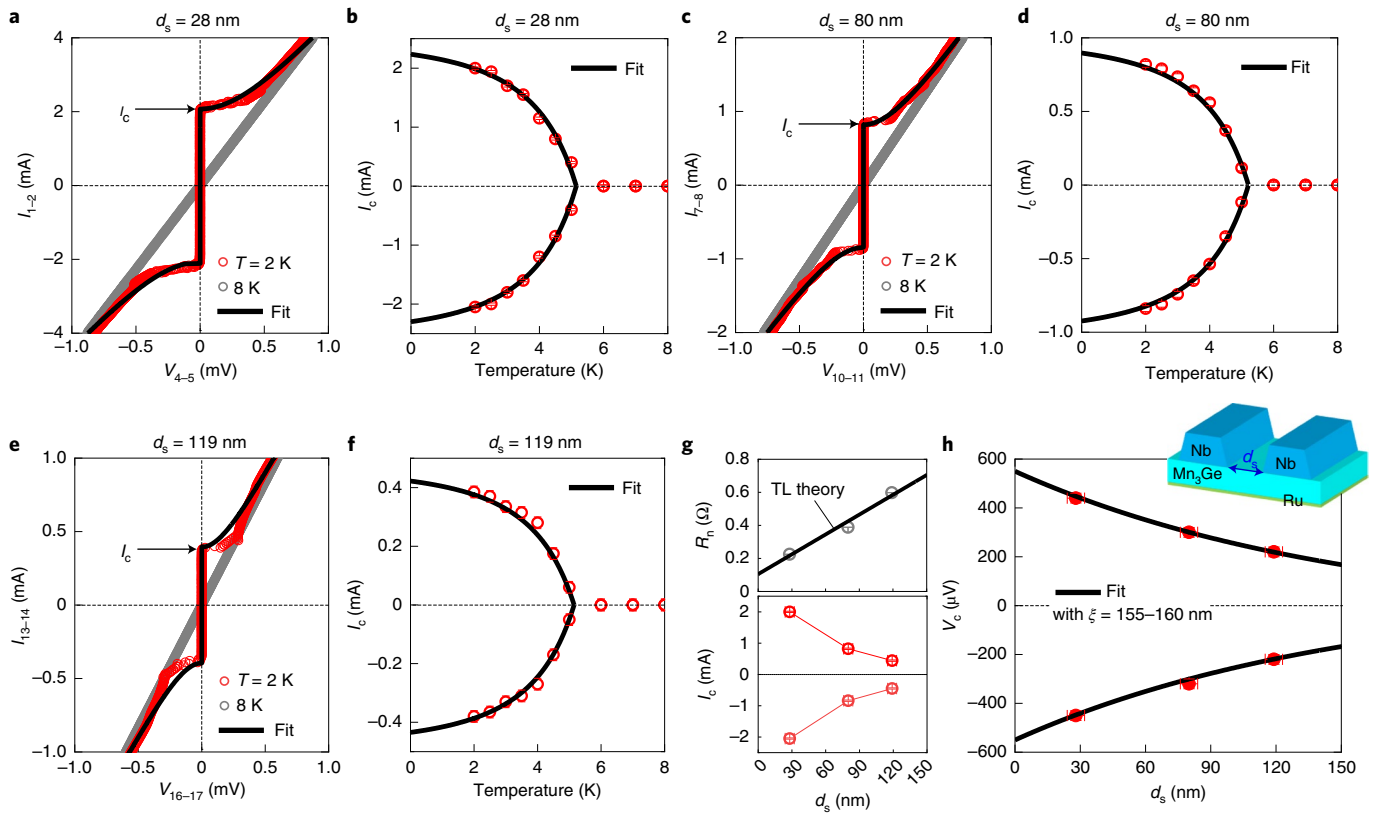 a
d_s = 28 nm
4
2
0
−2
−4
I_1–2 (mA)
I_c
T = 2 K
8 K
Fit
−1.0 −0.5 0 0.5 1.0
V_4–5 (mV)
b
d_s = 28 nm
2
1
0
−1
−2
I_c (mA)
Fit
0 2 4 6 8
Temperature (K)
c
d_s = 80 nm
2
1
0
−1
−2
I_7–8 (mA)
I_c
T = 2 K
8 K
Fit
−1.0 −0.5 0 0.5 1.0
V_10–11 (mV)
d
d_s = 80 nm
1.0
0.5
0
−0.5
−1.0
I_c (mA)
Fit
0 2 4 6 8
Temperature (K)
e
d_s = 119 nm
1.0
0.5
0
−0.5
−1.0
I_13–14 (mA)
I_c
T = 2 K
8 K
Fit
−1.0 −0.5 0 0.5 1.0
V_16–17 (mV)
f
d_s = 119 nm
0.4
0.2
0
−0.2
−0.4
I_c (mA)
Fit
0 2 4 6 8
Temperature (K)
g
0.8
0.6
0.4
0.2
R_n (Ω)
TL theory
2
1
0
−1
−2
I_c (mA)
0 30 60 90 120 150
d_s (nm)
h
Nb
d_s
Nb
Mn3Ge
Ru
600
400
200
0
−200
−400
−600
V_c (µV)
Fit
with ξ = 155–160 nm
0 30 60 90 120 150
d_s (nm)